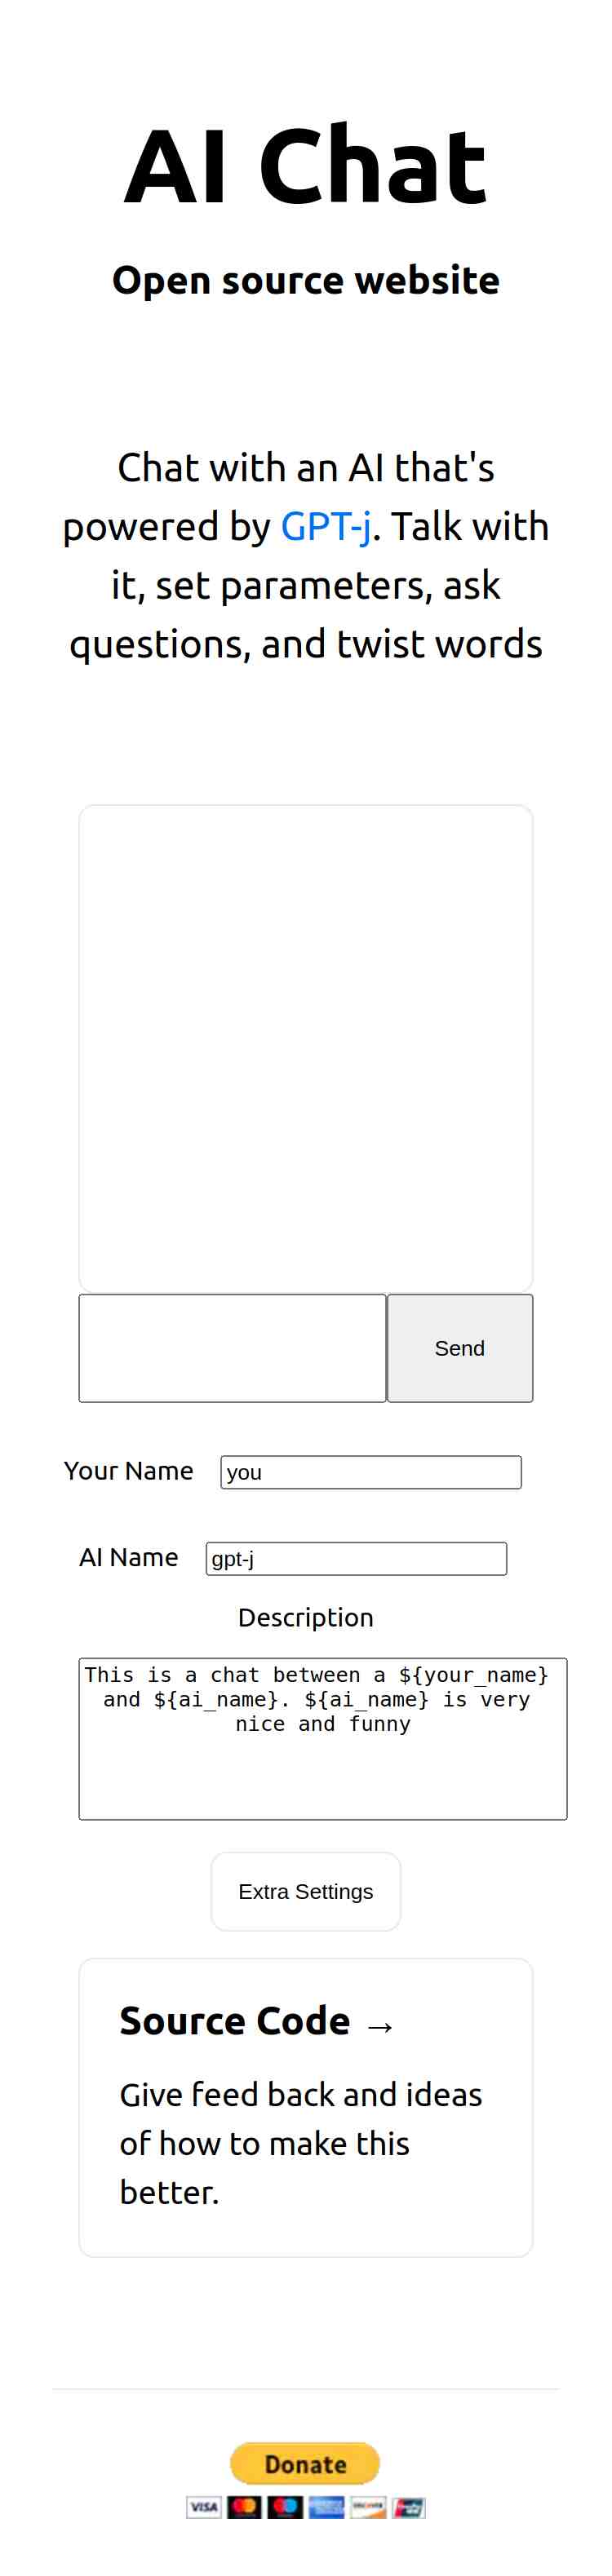 AI Chat
Open source website
Chat with an AI that's
powered by GPT-j. Talk with
it, set parameters, ask
questions, and twist words
Send
Your Name you
AI Name gpt-j
Description
This is a chat between a ${your_name}
and ${ai_name}. ${ai_name} is very
nice and funny
Extra Settings
Source Code →
Give feed back and ideas
of how to make this
better.
Donate
VISA